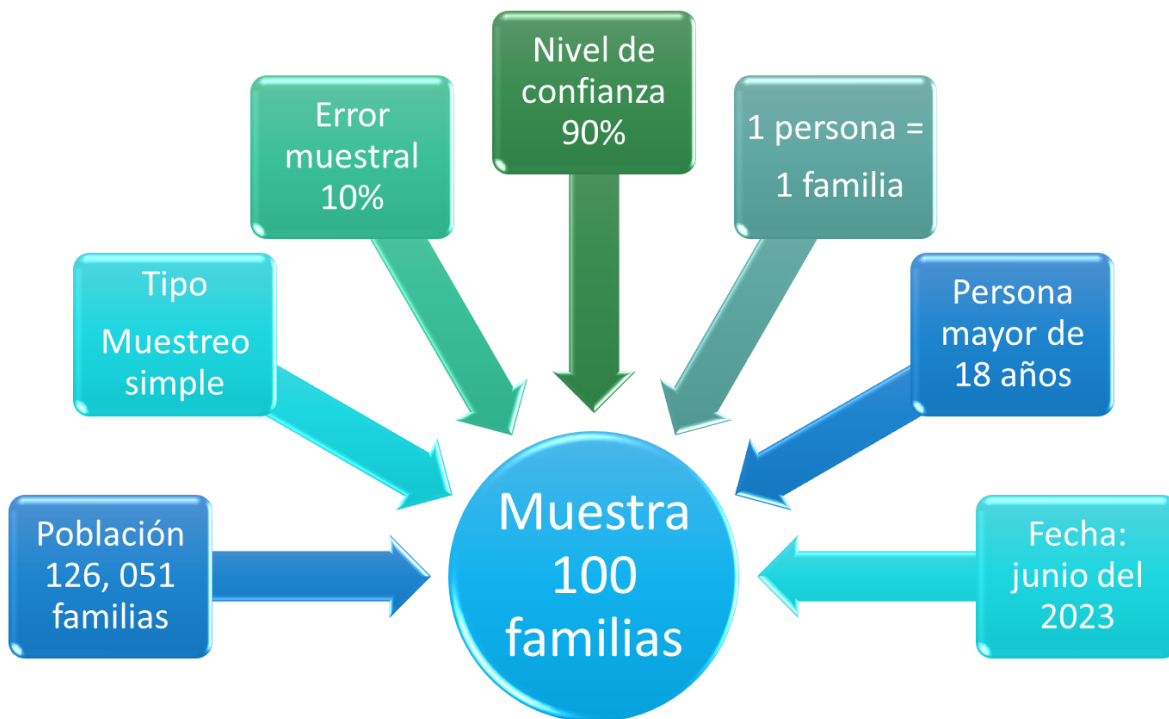 Población
126, 051
familias
Tipo
Muestreo
simple
Error
muestral
10%
Nivel de
confianza
90%
1 persona =
1 familia
Persona
mayor de
18 años
Fecha:
junio del
2023
Muestra
100
familias